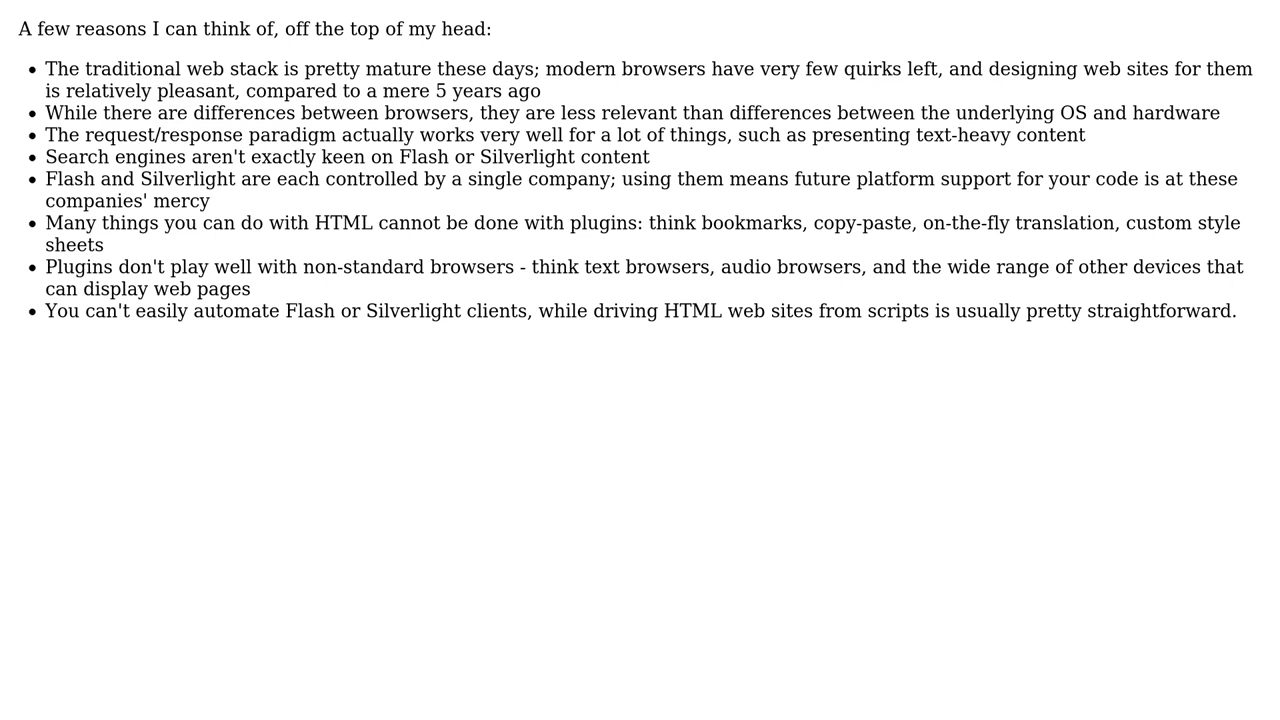 A few reasons I can think of, off the top of my head:
• The traditional web stack is pretty mature these days; modern browsers have very few quirks left, and designing web sites for them
is relatively pleasant, compared to a mere 5 years ago
• While there are differences between browsers, they are less relevant than differences between the underlying OS and hardware
• The request/response paradigm actually works very well for a lot of things, such as presenting text-heavy content
• Search engines aren't exactly keen on Flash or Silverlight content
• Flash and Silverlight are each controlled by a single company; using them means future platform support for your code is at these
companies' mercy
• Many things you can do with HTML cannot be done with plugins: think bookmarks, copy-paste, on-the-fly translation, custom style
sheets
• Plugins don't play well with non-standard browsers - think text browsers, audio browsers, and the wide range of other devices that
can display web pages
• You can't easily automate Flash or Silverlight clients, while driving HTML web sites from scripts is usually pretty straightforward.